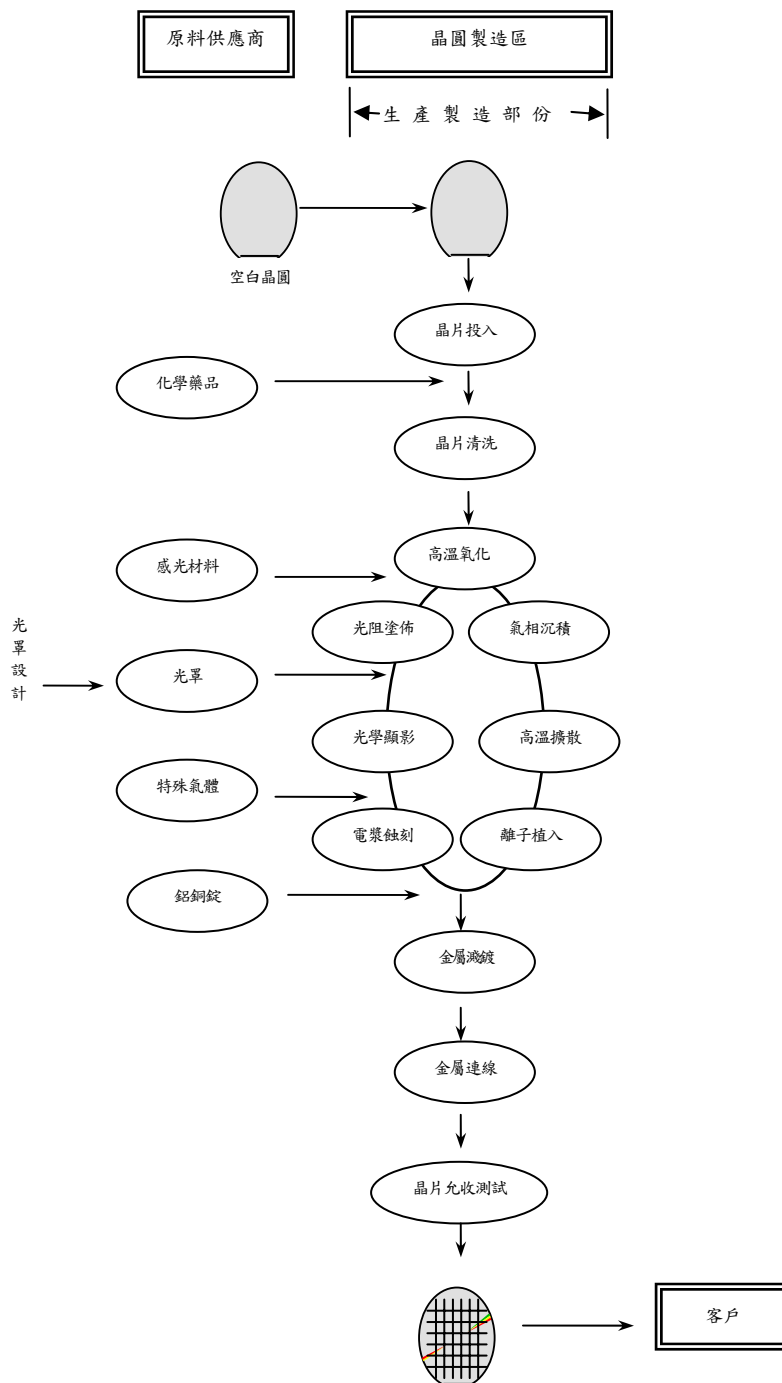 原料供應商
晶圓製造區
生產製造部份
空白晶圓
晶片投入
化學藥品
晶片清洗
高溫氧化
感光材料
光阻塗佈
氣相沉積
光罩設計
光罩
光學顯影
高溫擴散
特殊氣體
電漿蝕刻
離子植入
鋁銅錠
金屬濺鍍
金屬連線
晶片允收測試
客戶